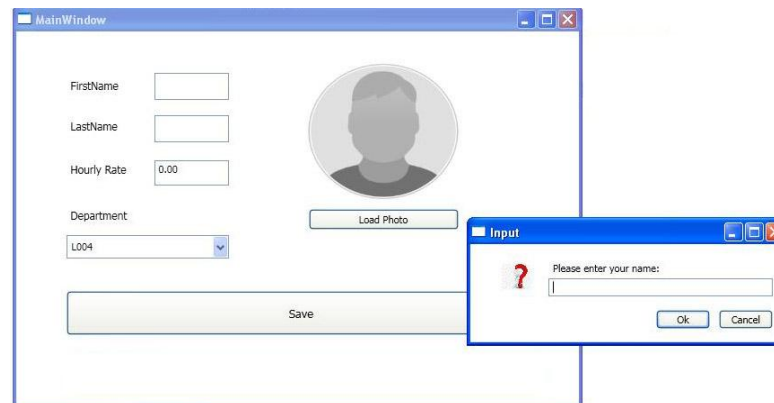 MainWindow
FirstName
LastName
Hourly Rate
0.00
Department
L004
Load Photo
Save
Input
?
Please enter your name:
Ok
Cancel